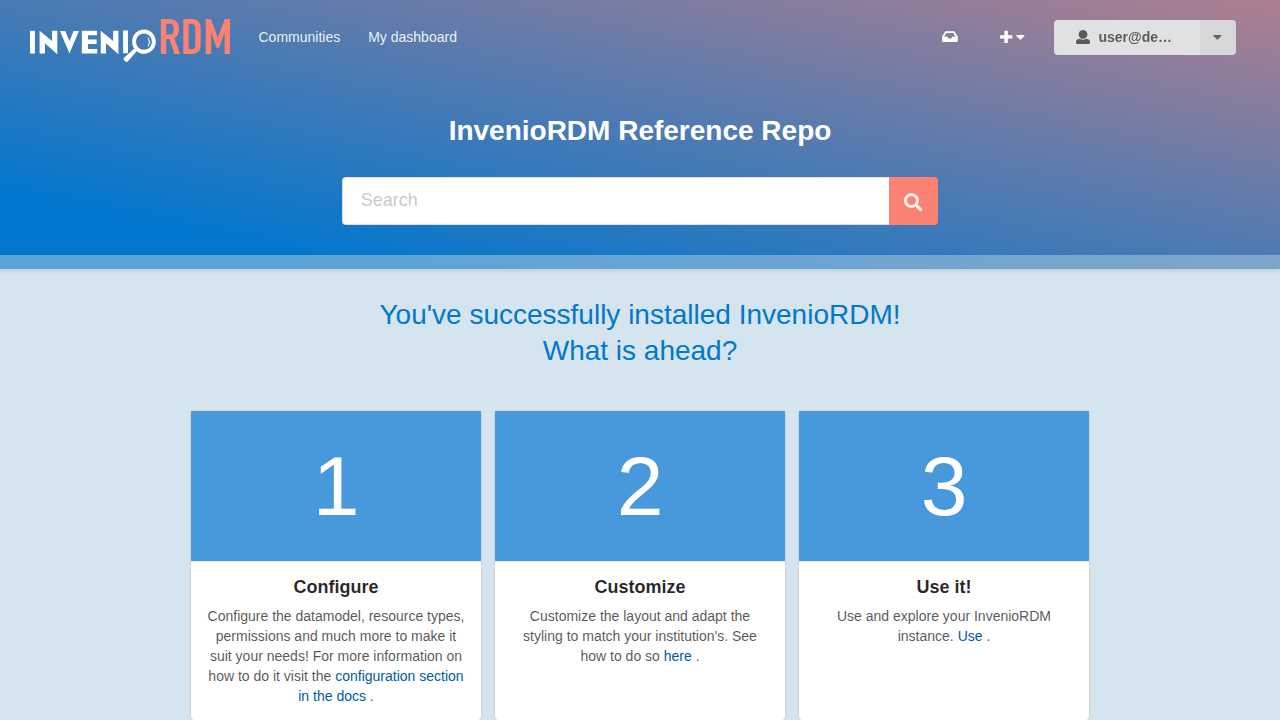 INVENIO RDM Communities My dashboard user@de...
InvenioRDM Reference Repo
Search
You've successfully installed InvenioRDM!
What is ahead?
1
Configure
Configure the datamodel, resource types,
permissions and much more to make it
suit your needs! For more information on
how to do it visit the configuration section
in the docs .
2
Customize
Customize the layout and adapt the
styling to match your institution's. See
how to do so here .
3
Use it!
Use and explore your InvenioRDM
instance. Use .